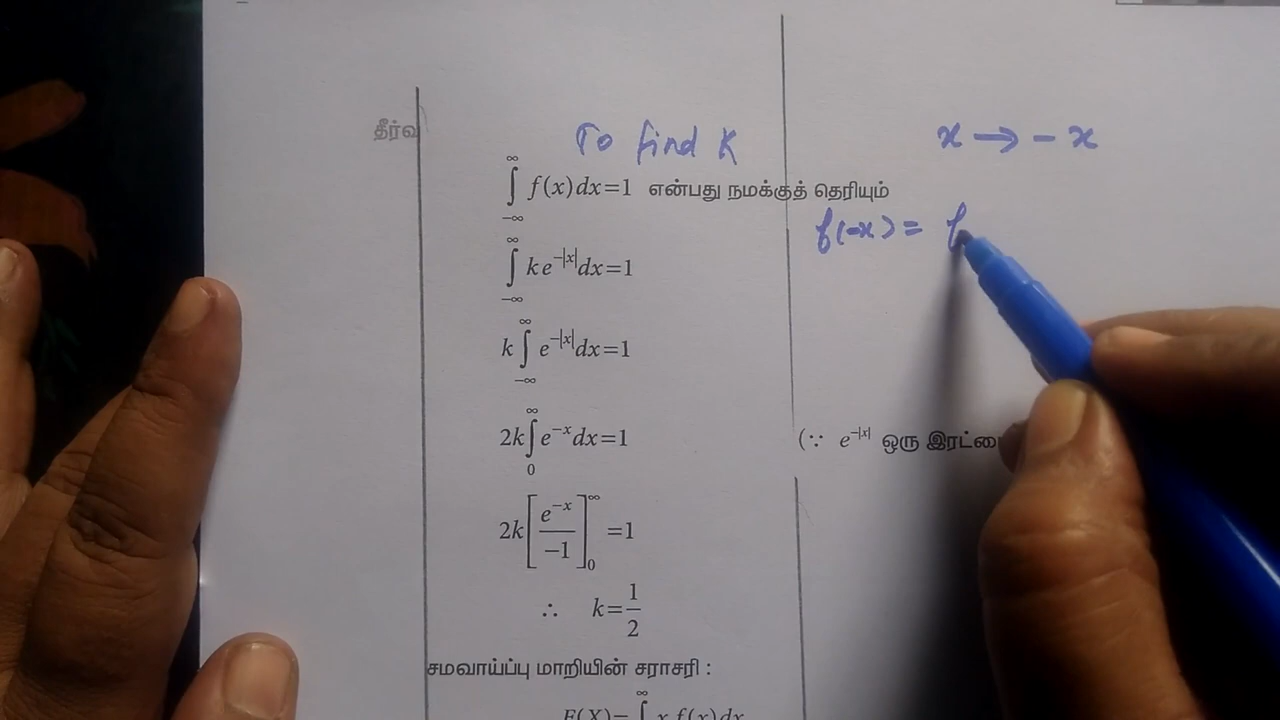 To find K
x → - x
தீர்வு
∫_{-∞}^{∞} f(x)dx=1 என்பது நமக்குத் தெரியும்
f(-x) = f
∫_{-∞}^{∞} k e^{-|x|}dx=1
k ∫_{-∞}^{∞} e^{-|x|}dx=1
2k ∫_{0}^{∞} e^{-x}dx=1 (∵ e^{-|x|} ஒரு
2k [e^{-x}/-1]_{0}^{∞} =1
∴ k=1/2
சமவாய்ப்பு மாறியின் சராசரி :
E(X)=∫^{∞} x f(x)dx